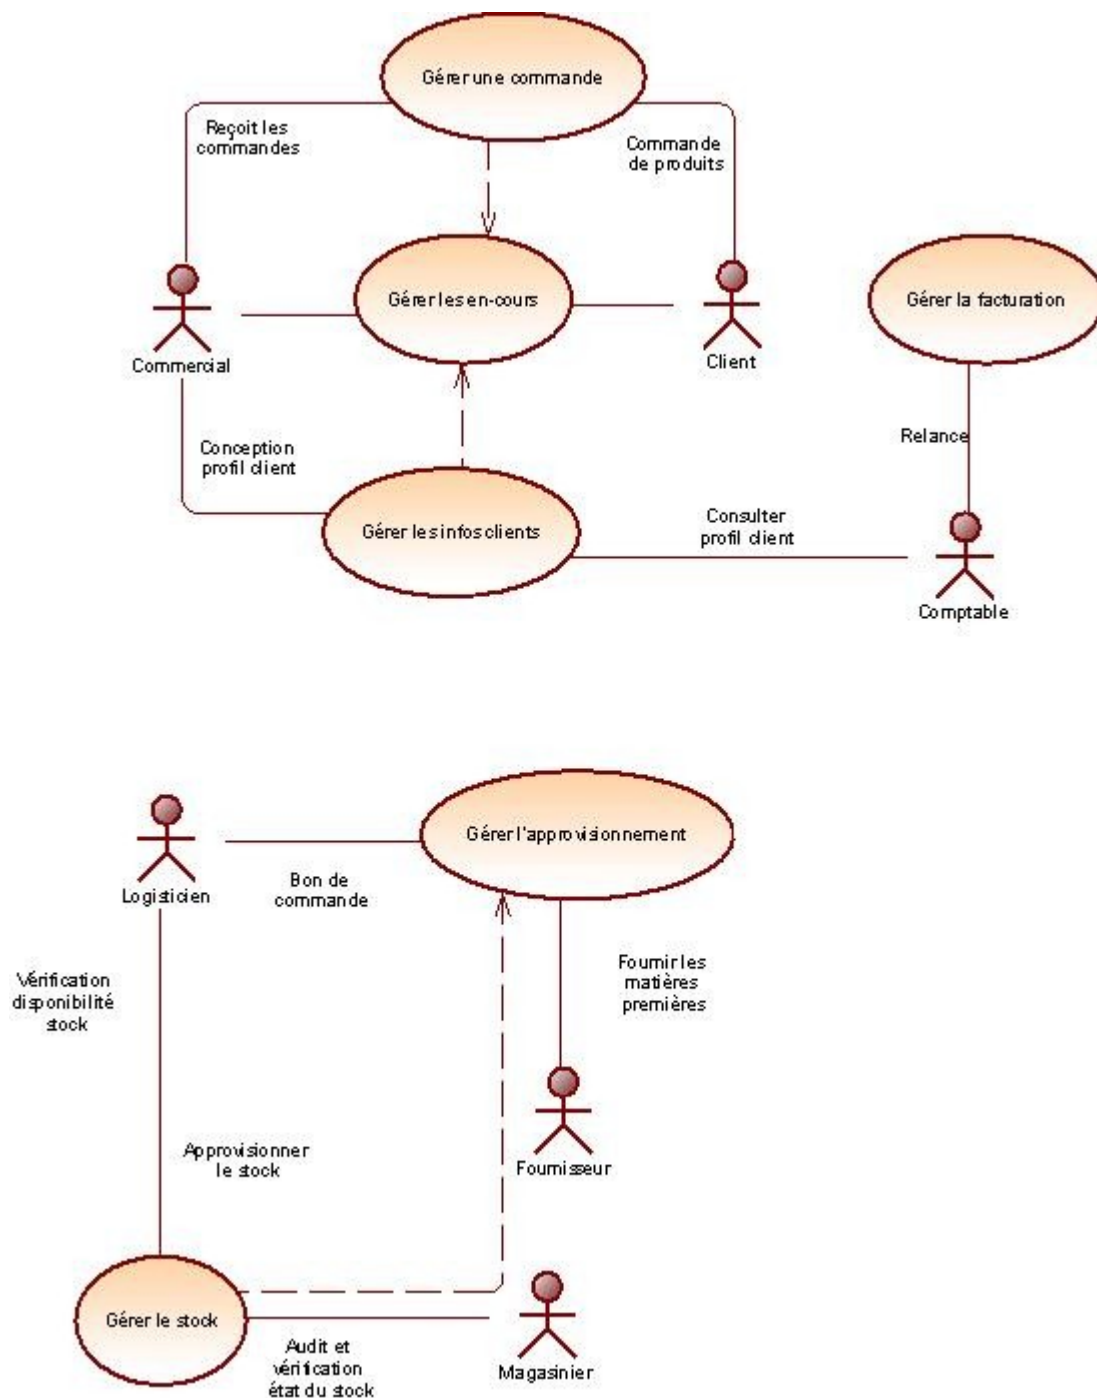 Gérer une commande
Reçoit les
commandes
Commande
de produits
Gérer les en-cours
Gérer la facturation
Commercial
Client
Relance
Conception
profil client
Gérer les infos clients
Consulter
profil client
Comptable
Gérer l'approvisionnement
Logisticien
Bon de
commande
Fournir les
matières
premières
Vérification
disponibilité
stock
Approvisionner
le stock
Fournisseur
Gérer le stock
Audit et
vérification
état du stock
Magasinier